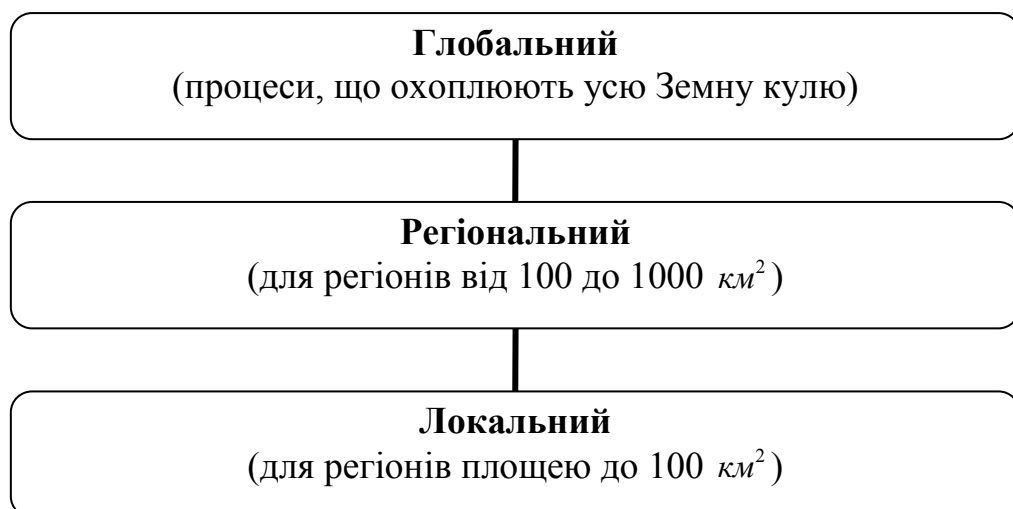 Глобальний
(процеси, що охоплюють усю Земну кулю)
Регіональний
(для регіонів від 100 до 1000 км²)
Локальний
(для регіонів площею до 100 км²)